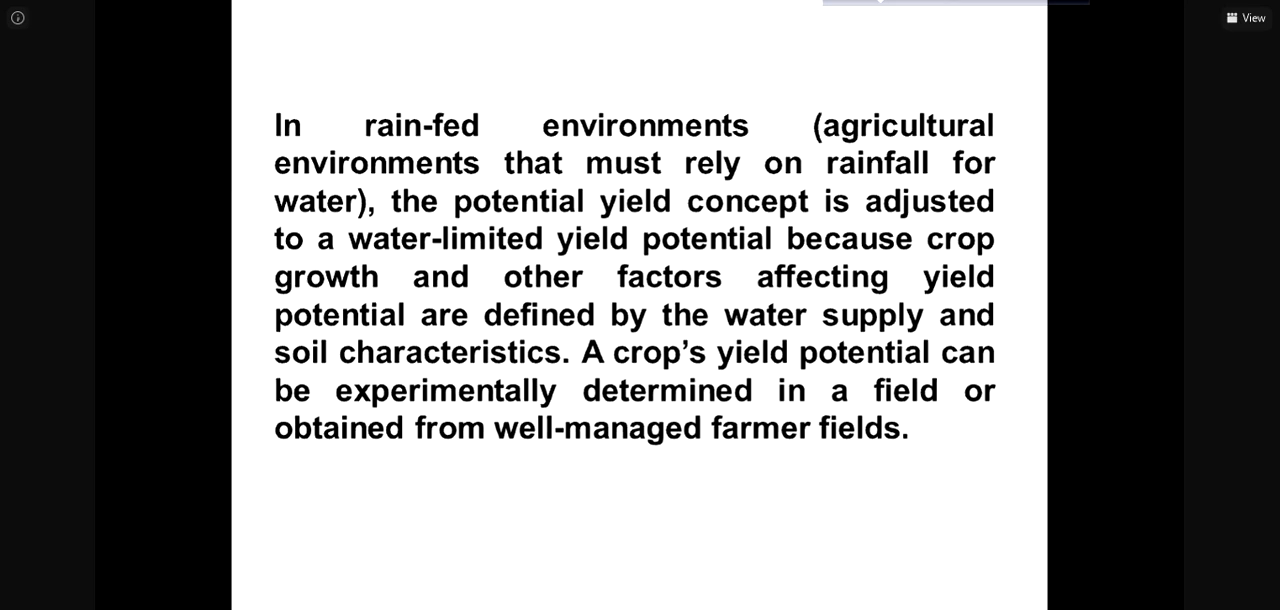 View
In rain-fed environments (agricultural
environments that must rely on rainfall for
water), the potential yield concept is adjusted
to a water-limited yield potential because crop
growth and other factors affecting yield
potential are defined by the water supply and
soil characteristics. A crop’s yield potential can
be experimentally determined in a field or
obtained from well-managed farmer fields.